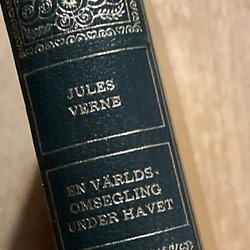 JULES
VERNE
EN VÄRLDS-
OMSEGLING
UNDER HAVET